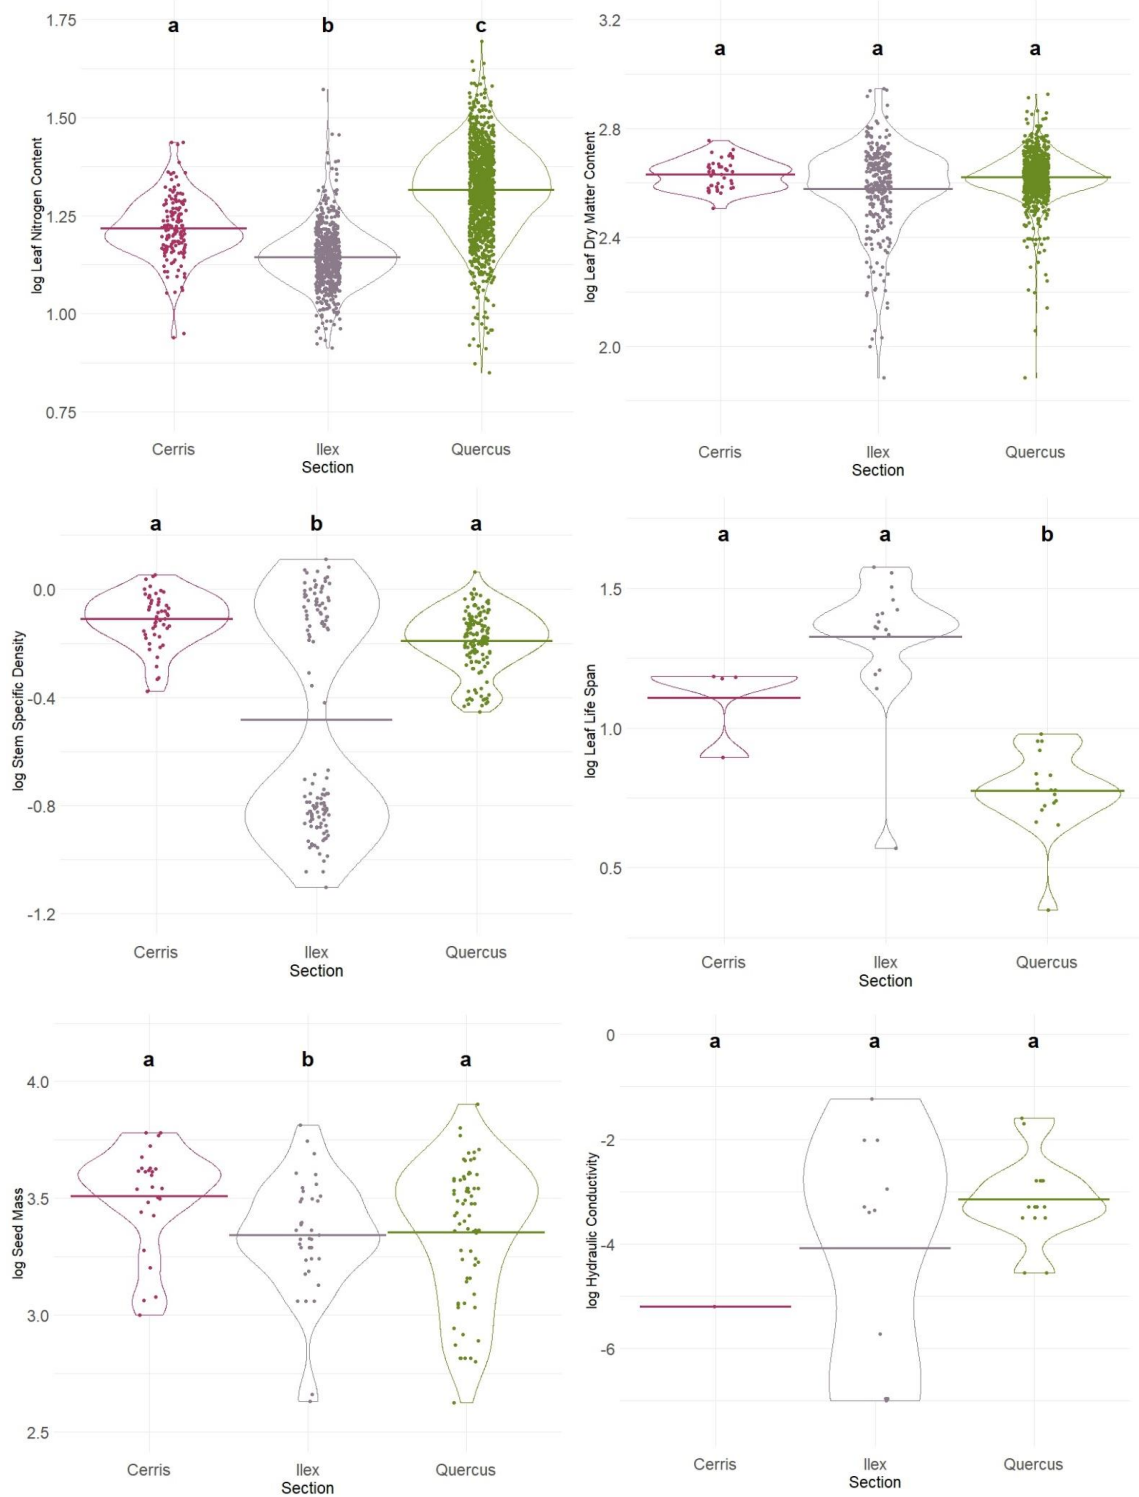 a b c
1.75
1.50
1.25
1.00
0.75
log Leaf Nitrogen Content
Cerris Ilex Quercus
Section
a a a
3.2
2.8
2.4
2.0
log Leaf Dry Matter Content
Cerris Ilex Quercus
Section
a b a
0.0
-0.4
-0.8
-1.2
log Stem Specific Density
Cerris Ilex Quercus
Section
a a b
1.5
1.0
0.5
log Leaf Life Span
Cerris Ilex Quercus
Section
a b a
4.0
3.5
3.0
2.5
log Seed Mass
Cerris Ilex Quercus
Section
a a a
0
-2
-4
-6
log Hydraulic Conductivity
Cerris Ilex Quercus
Section